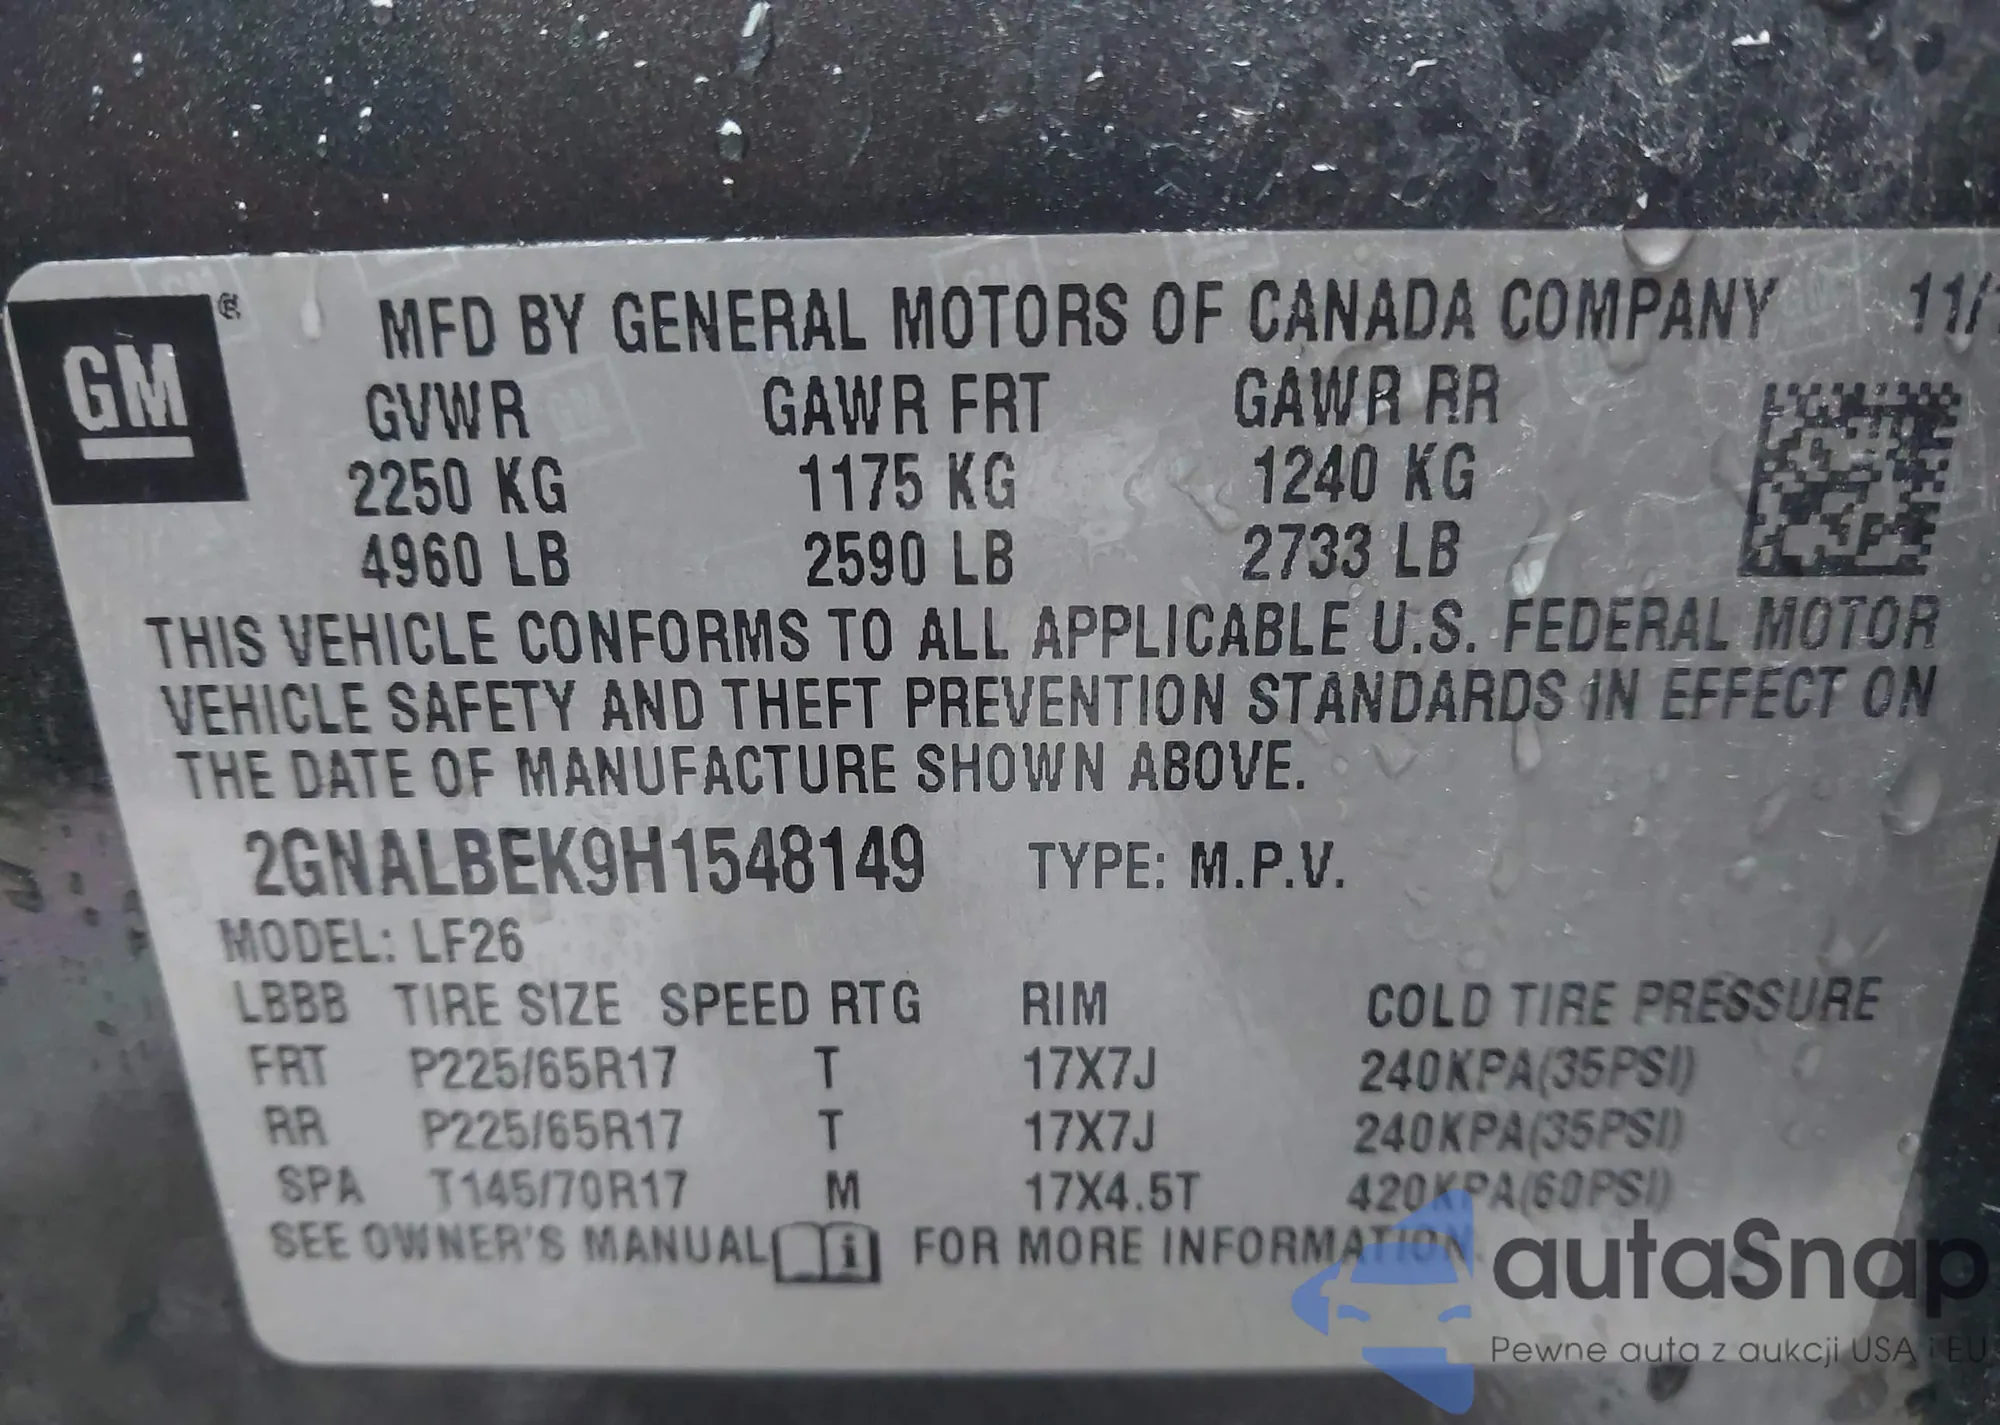 GM ®
MFD BY GENERAL MOTORS OF CANADA COMPANY 11/1
GVWR GAWR FRT GAWR RR
2250 KG 1175 KG 1240 KG
4960 LB 2590 LB 2733 LB
THIS VEHICLE CONFORMS TO ALL APPLICABLE U.S. FEDERAL MOTOR
VEHICLE SAFETY AND THEFT PREVENTION STANDARDS IN EFFECT ON
THE DATE OF MANUFACTURE SHOWN ABOVE.
2GNALBEK9H1548149 TYPE: M.P.V.
MODEL: LF26
LBBB TIRE SIZE SPEED RTG RIM COLD TIRE PRESSURE
FRT P225/65R17 T 17X7J 240KPA(35PSI)
RR P225/65R17 T 17X7J 240KPA(35PSI)
SPA T145/70R17 M 17X4.5T 420KPA(60PSI)
SEE OWNER'S MANUAL i FOR MORE INFORMATION.
autaSnap
Pewne auta z aukcji USA i EU